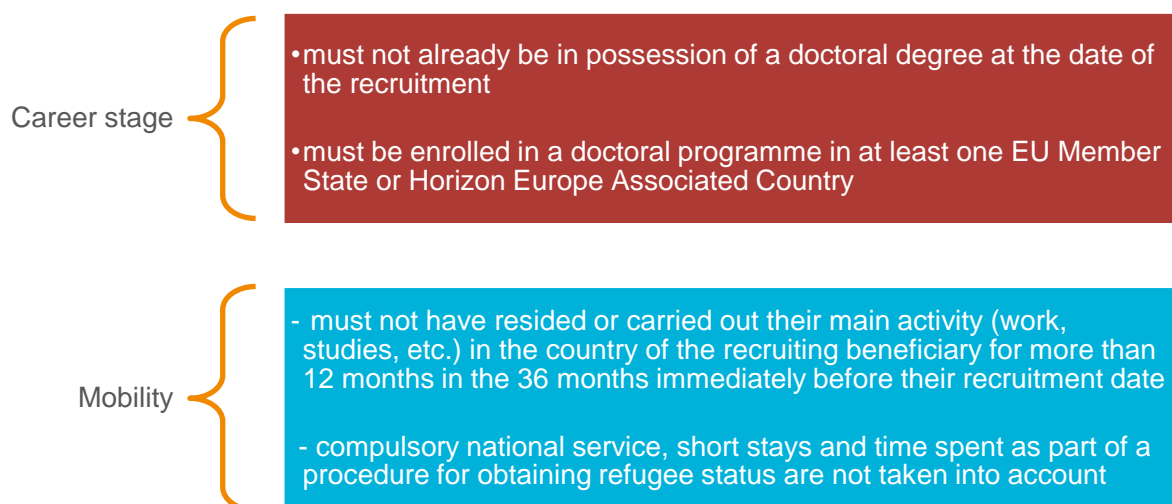 Career stage
•must not already be in possession of a doctoral degree at the date of
the recruitment
•must be enrolled in a doctoral programme in at least one EU Member
State or Horizon Europe Associated Country
Mobility
- must not have resided or carried out their main activity (work,
studies, etc.) in the country of the recruiting beneficiary for more than
12 months in the 36 months immediately before their recruitment date
- compulsory national service, short stays and time spent as part of a
procedure for obtaining refugee status are not taken into account